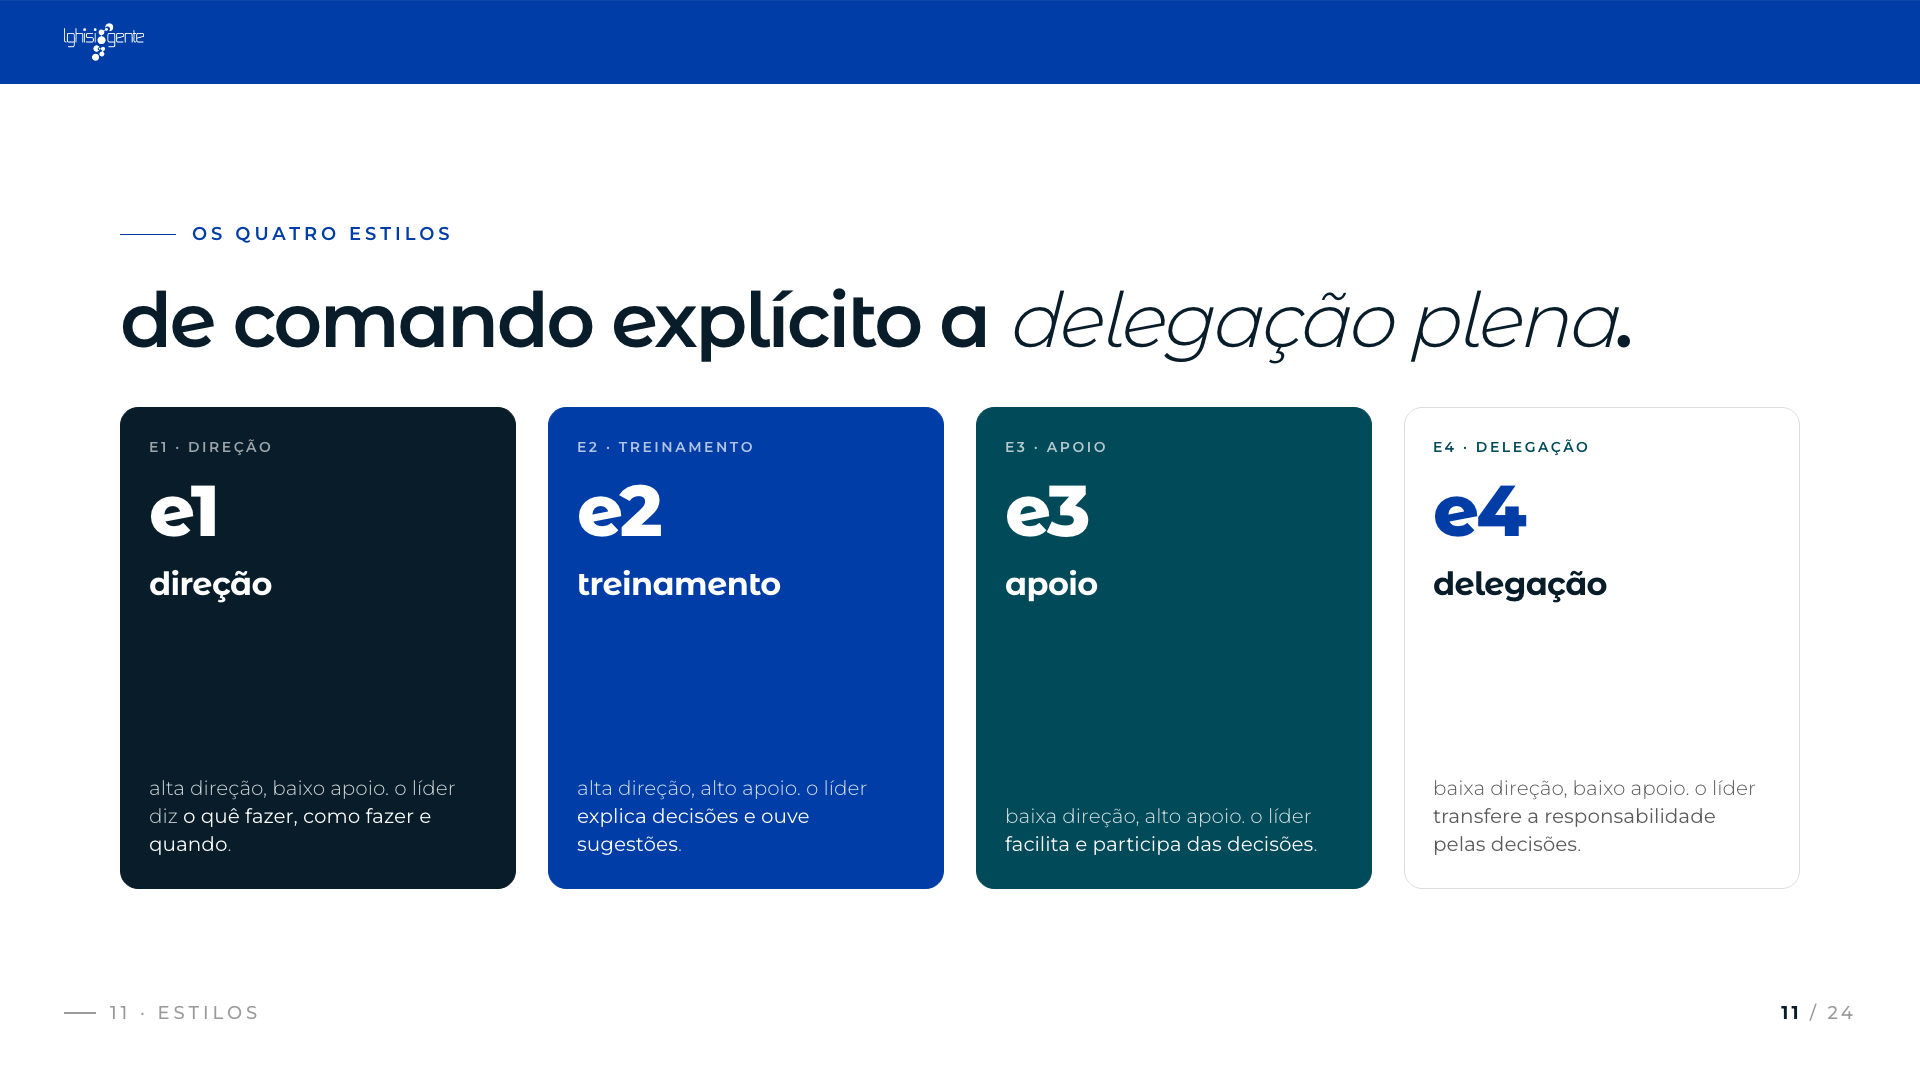 lghisi gente
OS QUATRO ESTILOS
de comando explícito a delegação plena.
E1 · DIREÇÃO
e1
direção
alta direção, baixo apoio. o líder
diz o quê fazer, como fazer e
quando.
E2 · TREINAMENTO
e2
treinamento
alta direção, alto apoio. o líder
explica decisões e ouve
sugestões.
E3 · APOIO
e3
apoio
baixa direção, alto apoio. o líder
facilita e participa das decisões.
E4 · DELEGAÇÃO
e4
delegação
baixa direção, baixo apoio. o líder
transfere a responsabilidade
pelas decisões.
11 · ESTILOS
11 / 24